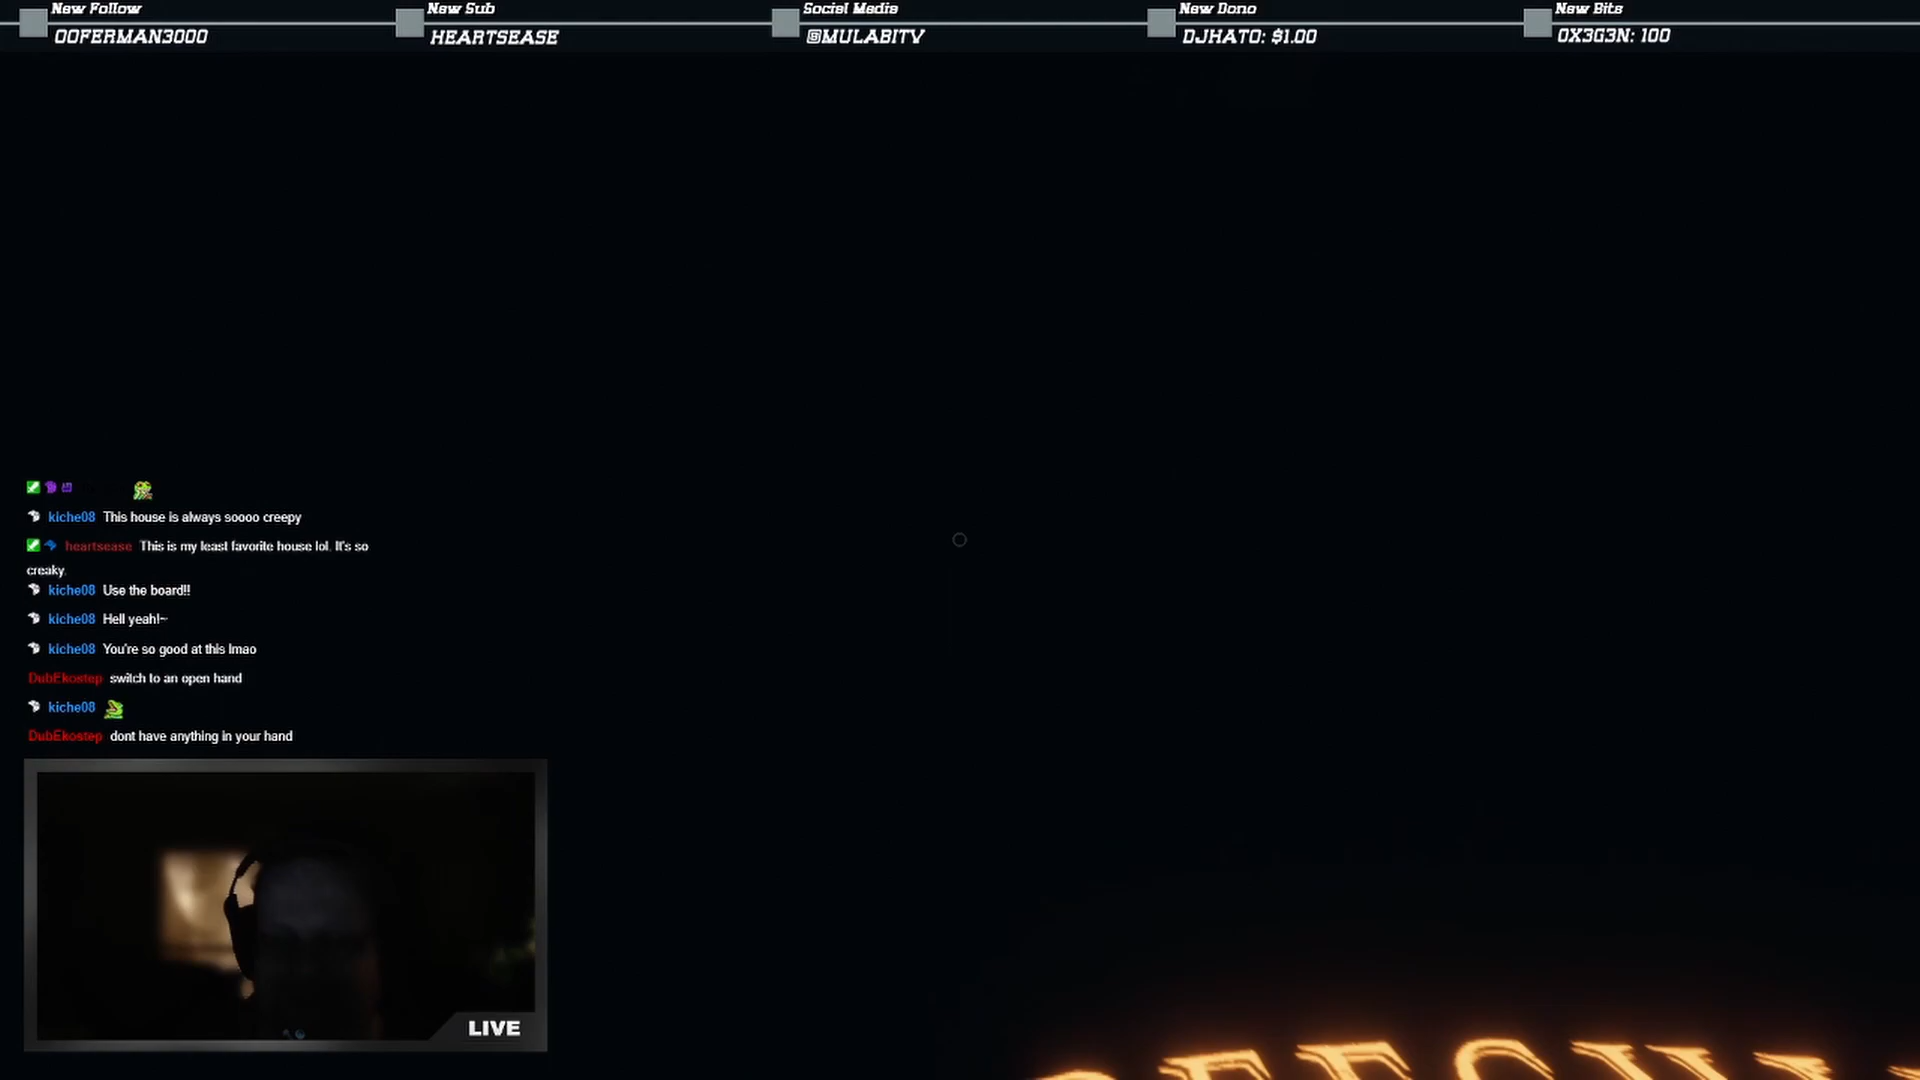 New Follow
OOFERMAN3000
New Sub
HEARTSEASE
Social Media
@MULABITV
New Dono
DJHATO: $1.00
New Bits
0X3G3N: 100
kiche08 This house is always soooo creepy
heartsease This is my least favorite house lol. It's so
creaky.
kiche08 Use the board!!
kiche08 Hell yeah!~
kiche08 You're so good at this lmao
DubEkostep switch to an open hand
kiche08
DubEkostep dont have anything in your hand
LIVE